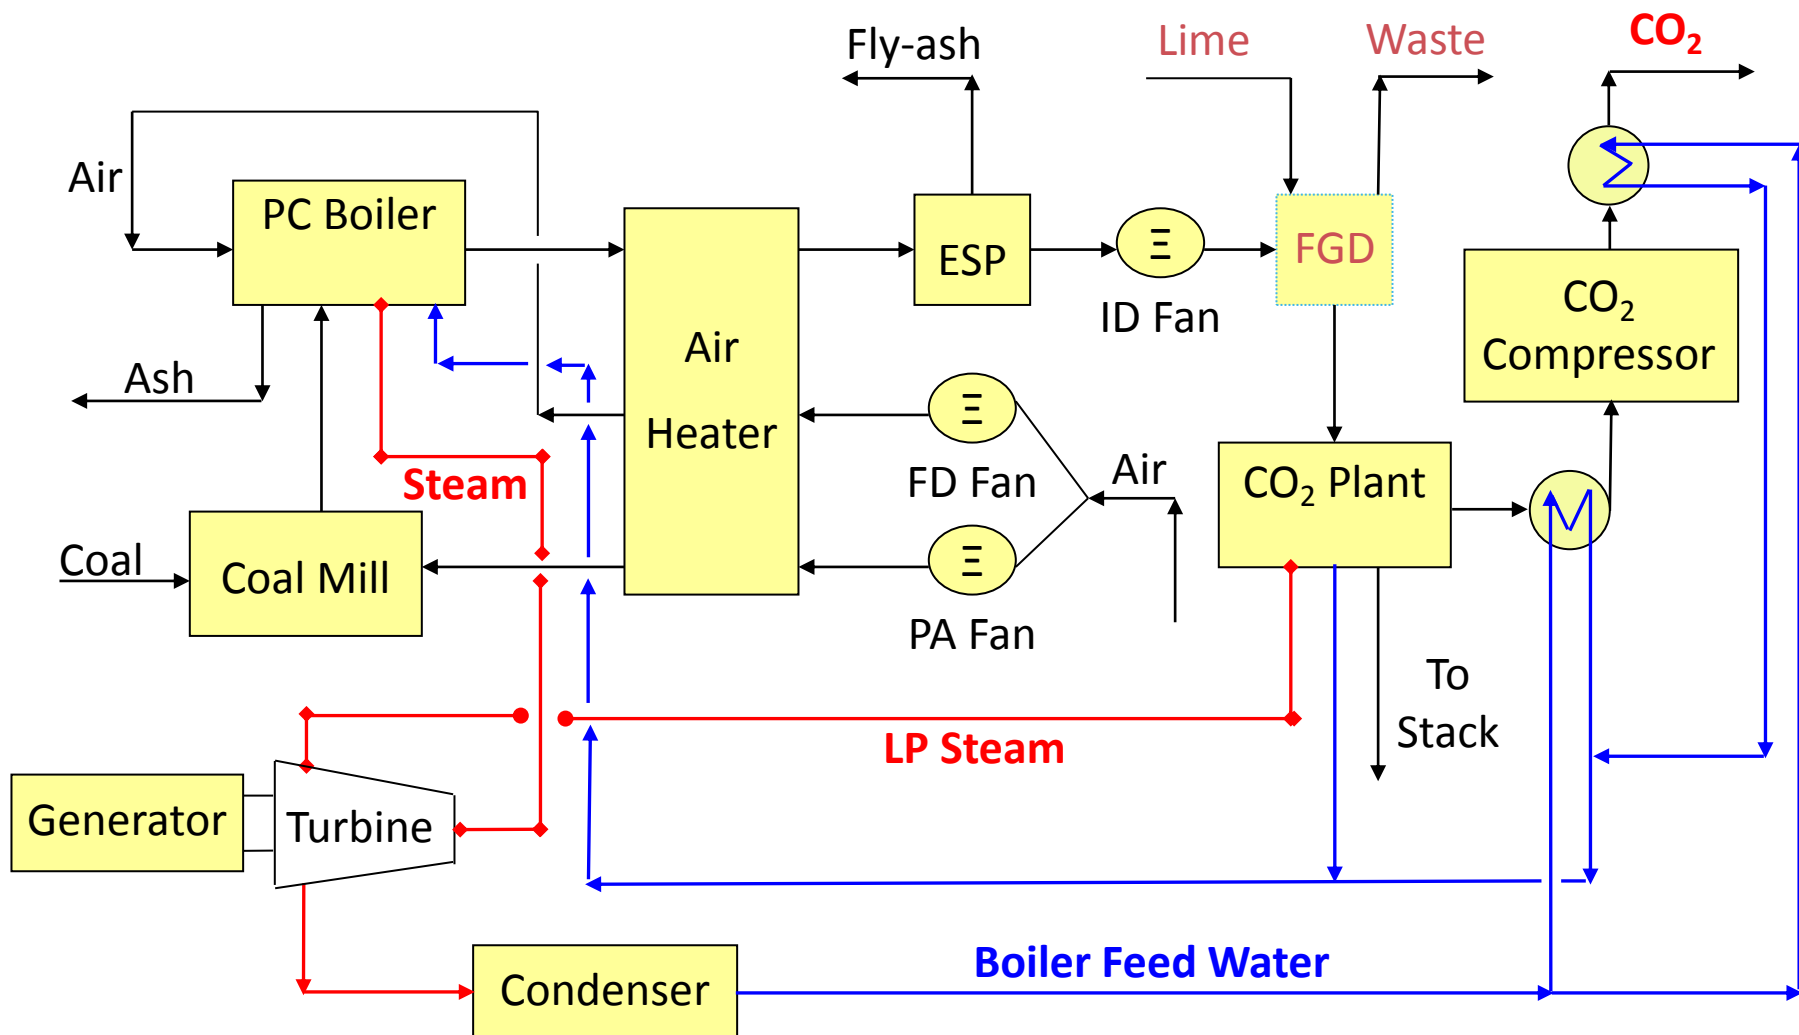 Fly-ash
Lime
Waste
CO₂
Air
PC Boiler
ESP
Ξ
ID Fan
FGD
CO₂
Compressor
Air
Heater
Ash
Ξ
FD Fan
Air
CO₂ Plant
Steam
Coal
Coal Mill
Ξ
PA Fan
To
Stack
LP Steam
Generator
Turbine
Boiler Feed Water
Condenser